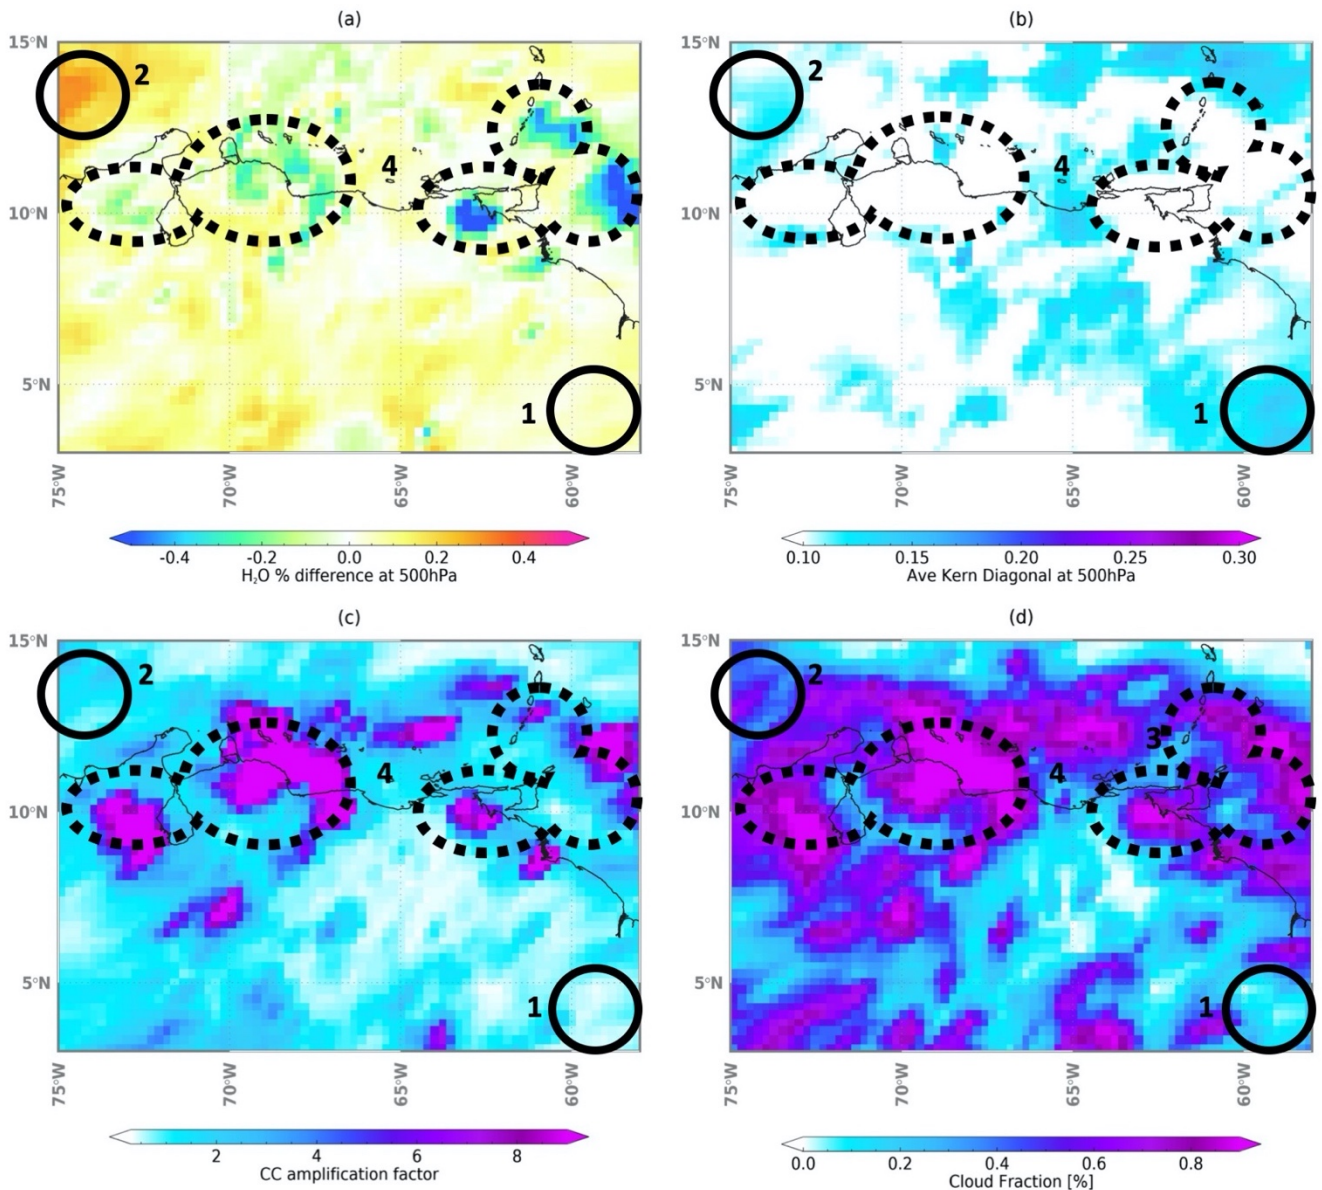 (a)
(b)
15°N
15°N
2
2
4
4
10°N
10°N
5°N
5°N
1
1
75°W
70°W
65°W
60°W
75°W
70°W
65°W
60°W
-0.4 -0.2 0.0 0.2 0.4
H₂O % difference at 500hPa
0.10 0.15 0.20 0.25 0.30
Ave Kern Diagonal at 500hPa
(c)
(d)
15°N
15°N
2
2
3
4
4
10°N
10°N
5°N
5°N
1
1
75°W
70°W
65°W
60°W
75°W
70°W
65°W
60°W
2 4 6 8
CC amplification factor
0.0 0.2 0.4 0.6 0.8
Cloud Fraction [%]